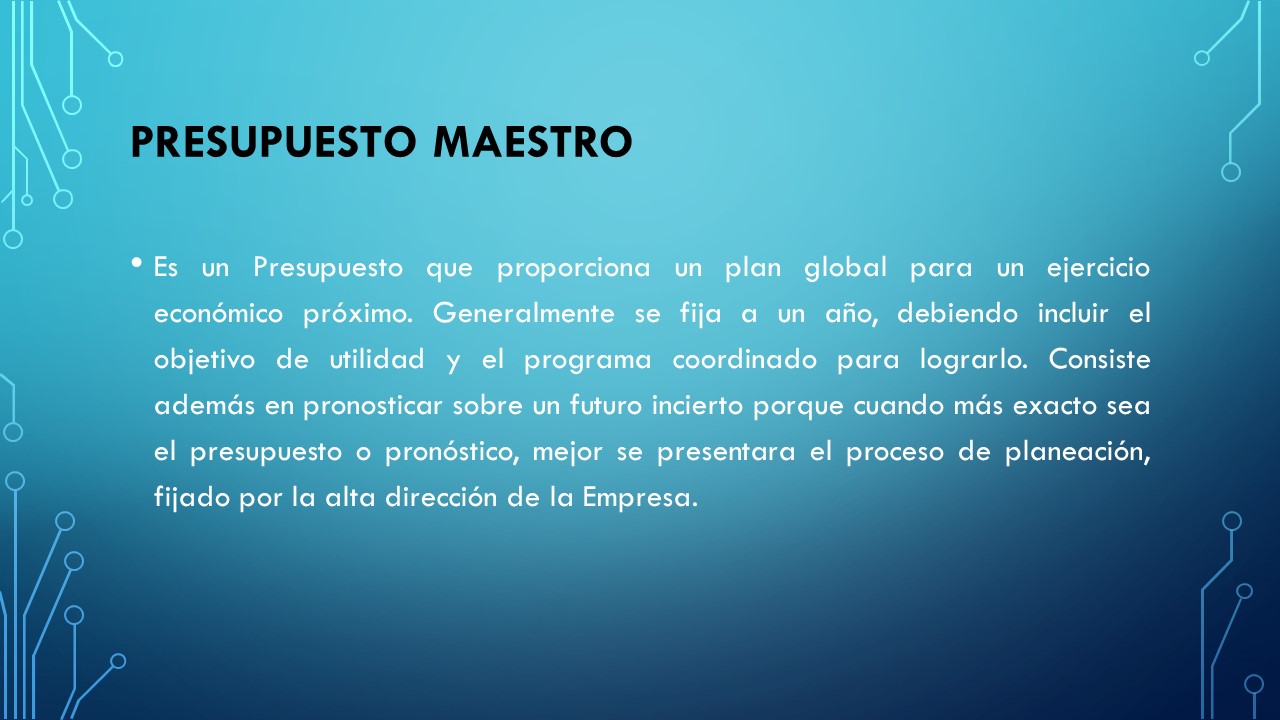 PRESUPUESTO MAESTRO
• Es un Presupuesto que proporciona un plan global para un ejercicio
económico próximo. Generalmente se fija a un año, debiendo incluir el
objetivo de utilidad y el programa coordinado para lograrlo. Consiste
además en pronosticar sobre un futuro incierto porque cuando más exacto sea
el presupuesto o pronóstico, mejor se presentara el proceso de planeación,
fijado por la alta dirección de la Empresa.